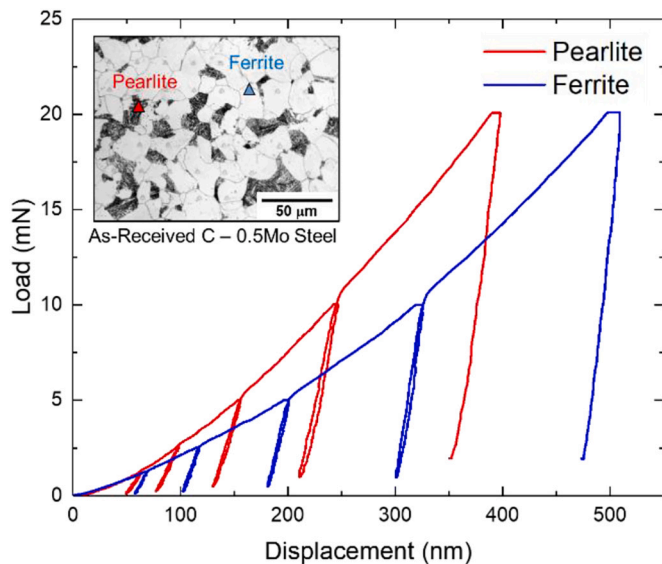 25
20
15
10
5
0
Load (mN)
Pearlite
Ferrite
Pearlite
Ferrite
50 μm
As-Received C – 0.5Mo Steel
0 100 200 300 400 500
Displacement (nm)